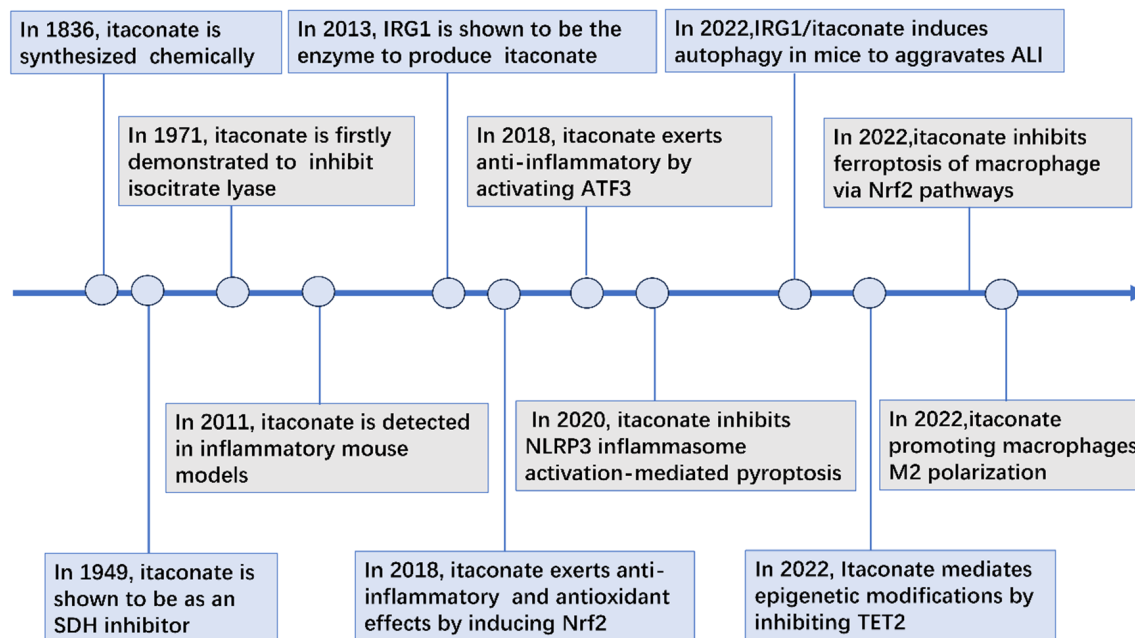 In 1836, itaconate is
synthesized chemically
In 2013, IRG1 is shown to be the
enzyme to produce itaconate
In 2022,IRG1/itaconate induces
autophagy in mice to aggravates ALI
In 1971, itaconate is firstly
demonstrated to inhibit
isocitrate lyase
In 2018, itaconate exerts
anti-inflammatory by
activating ATF3
In 2022,itaconate inhibits
ferroptosis of macrophage
via Nrf2 pathways
In 2011, itaconate is detected
in inflammatory mouse
models
In 2020, itaconate inhibits
NLRP3 inflammasome
activation-mediated pyroptosis
In 2022,itaconate
promoting macrophages
M2 polarization
In 1949, itaconate is
shown to be as an
SDH inhibitor
In 2018, itaconate exerts anti-
inflammatory and antioxidant
effects by inducing Nrf2
In 2022, Itaconate mediates
epigenetic modifications by
inhibiting TET2